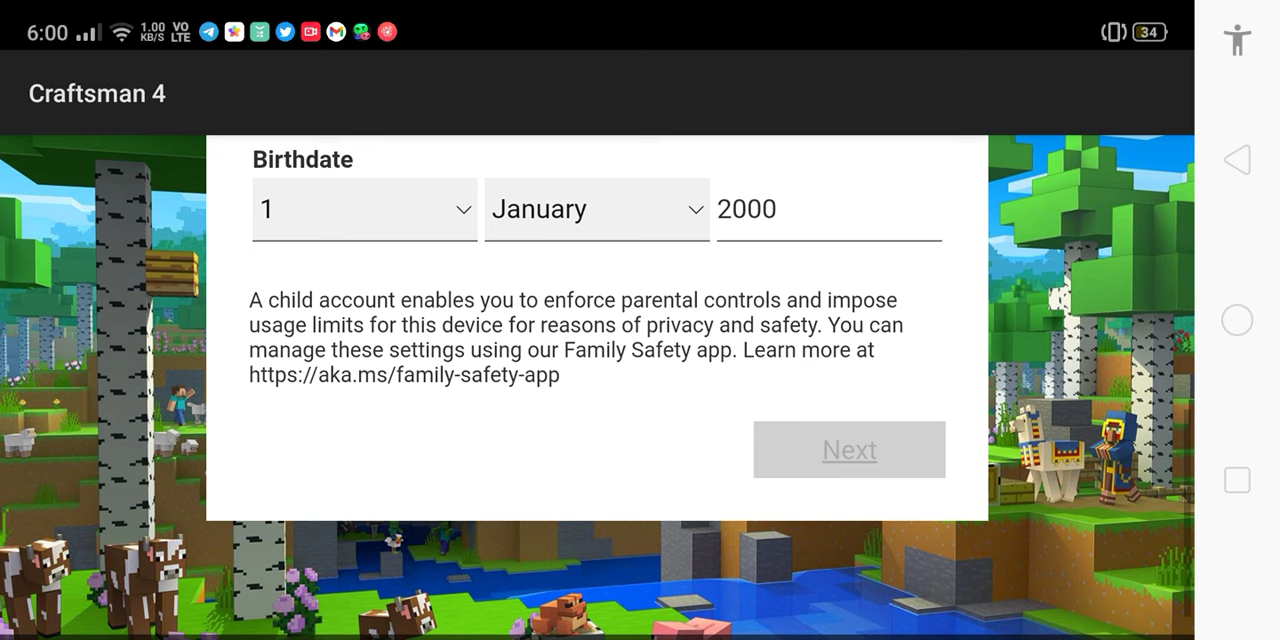 6:00 1.00 KB/S VO LTE 34
Craftsman 4
Birthdate
1 January 2000
A child account enables you to enforce parental controls and impose
usage limits for this device for reasons of privacy and safety. You can
manage these settings using our Family Safety app. Learn more at
https://aka.ms/family-safety-app
Next